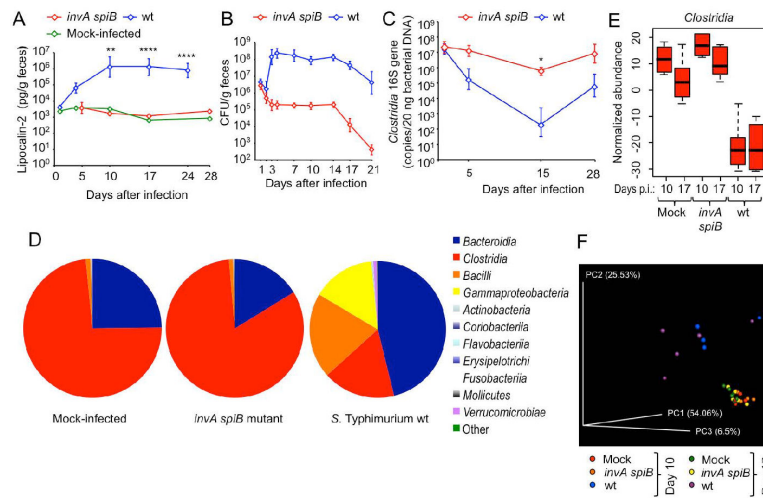 A
invA spiB
wt
Mock-infected
Lipocalin-2 (pg/g feces)
10⁷
10⁶
10⁵
10⁴
10³
10²
10¹
10⁰
** **** ****
0 5 10 17 24 28
Days after infection
B
invA spiB
wt
CFU/g feces
10⁹
10⁸
10⁷
10⁶
10⁵
10⁴
10³
10²
1 3 7 10 14 17 21
Days after infection
C
invA spiB
wt
Clostridia 16S gene
(copies/20 ng bacterial DNA)
10⁹
10⁸
10⁷
10⁶
10⁵
10⁴
10³
10²
10¹
10⁰
*
5 15 28
Days after infection
E
Clostridia
Normalized abundance
20
10
0
-10
-20
-30
Days p.i.: 10 17 10 17 10 17
Mock invA wt
spiB
D
Mock-infected
invA spiB mutant
S. Typhimurium wt
Bacteroidia
Clostridia
Bacilli
Gammaproteobacteria
Actinobacteria
Coriobacteriia
Flavobacteriia
Erysipelotrichi
Fusobacteriia
Mollicutes
Verrucomicrobiae
Other
F
PC2 (25.53%)
PC1 (54.06%)
PC3 (6.5%)
Mock
invA spiB
wt
Day 10
Mock
invA spiB
wt